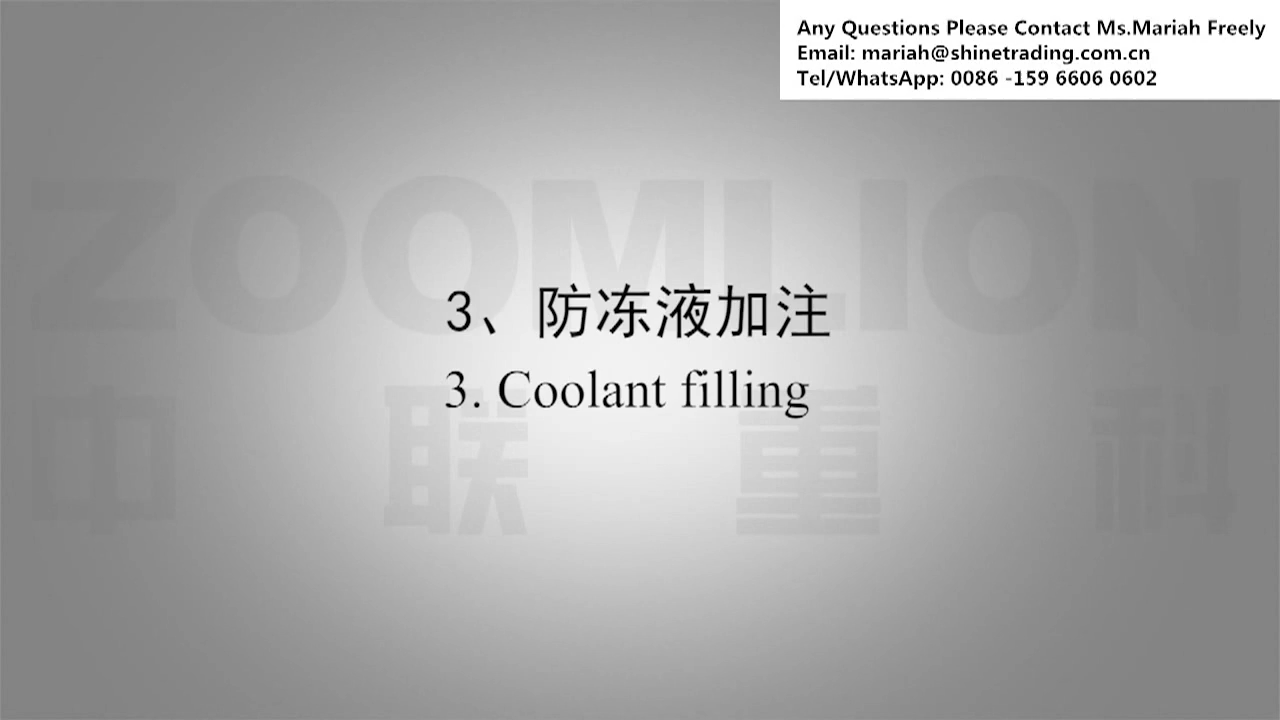 Any Questions Please Contact Ms.Mariah Freely
Email: mariah@shinetrading.com.cn
Tel/WhatsApp: 0086 -159 6606 0602
ZOOMLION
3、防冻液加注
3. Coolant filling
中联重科